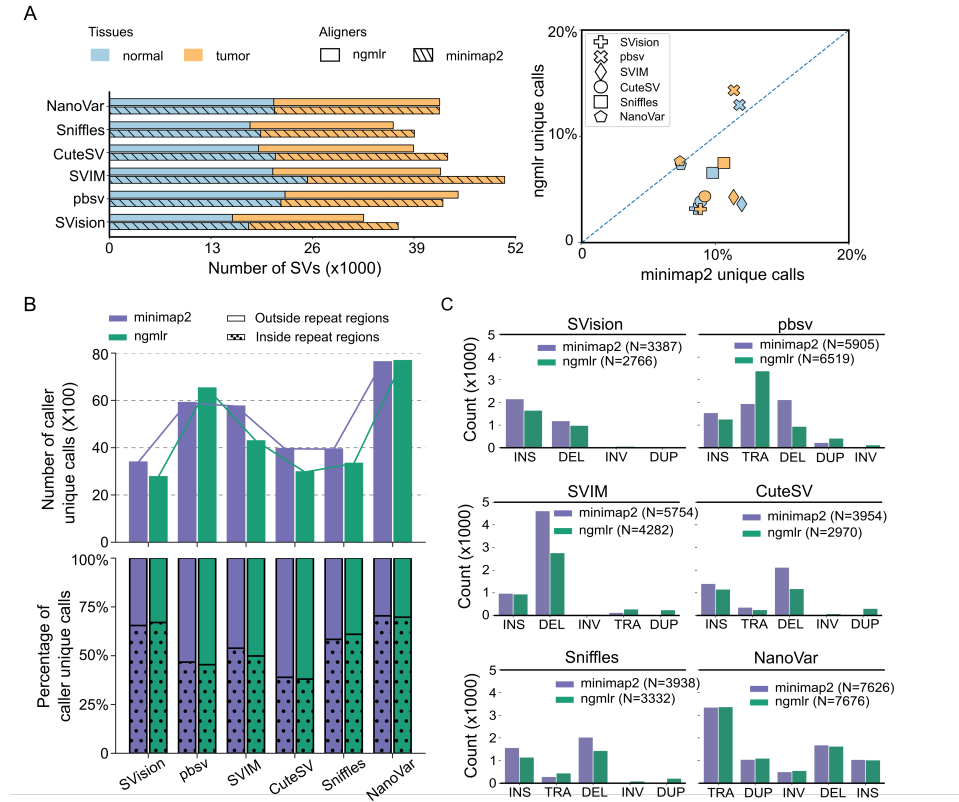 A
Tissues
normal
tumor
Aligners
ngmlr
minimap2
NanoVar
Sniffles
CuteSV
SVIM
pbsv
SVision
0
13
26
39
52
Number of SVs (x1000)
20%
10%
0
ngmlr unique calls
SVision
pbsv
SVIM
CuteSV
Sniffles
NanoVar
0
10%
20%
minimap2 unique calls
B
minimap2
ngmlr
Outside repeat regions
Inside repeat regions
Number of caller
unique calls (X100)
80
60
40
20
0
Percentage of
caller unique calls
100%
75%
50%
25%
0
SVision
pbsv
SVIM
CuteSV
Sniffles
NanoVar
C
SVision
Count (x1000)
5
4
3
2
1
0
minimap2 (N=3387)
ngmlr (N=2766)
INS DEL INV DUP
pbsv
minimap2 (N=5905)
ngmlr (N=6519)
INS TRA DEL DUP INV
SVIM
Count (x1000)
5
4
3
2
1
0
minimap2 (N=5754)
ngmlr (N=4282)
INS DEL INV TRA DUP
CuteSV
minimap2 (N=3954)
ngmlr (N=2970)
INS TRA DEL INV DUP
Sniffles
Count (x1000)
5
4
3
2
1
0
minimap2 (N=3938)
ngmlr (N=3332)
INS TRA DEL INV DUP
NanoVar
minimap2 (N=7626)
ngmlr (N=7676)
TRA DUP INV DEL INS